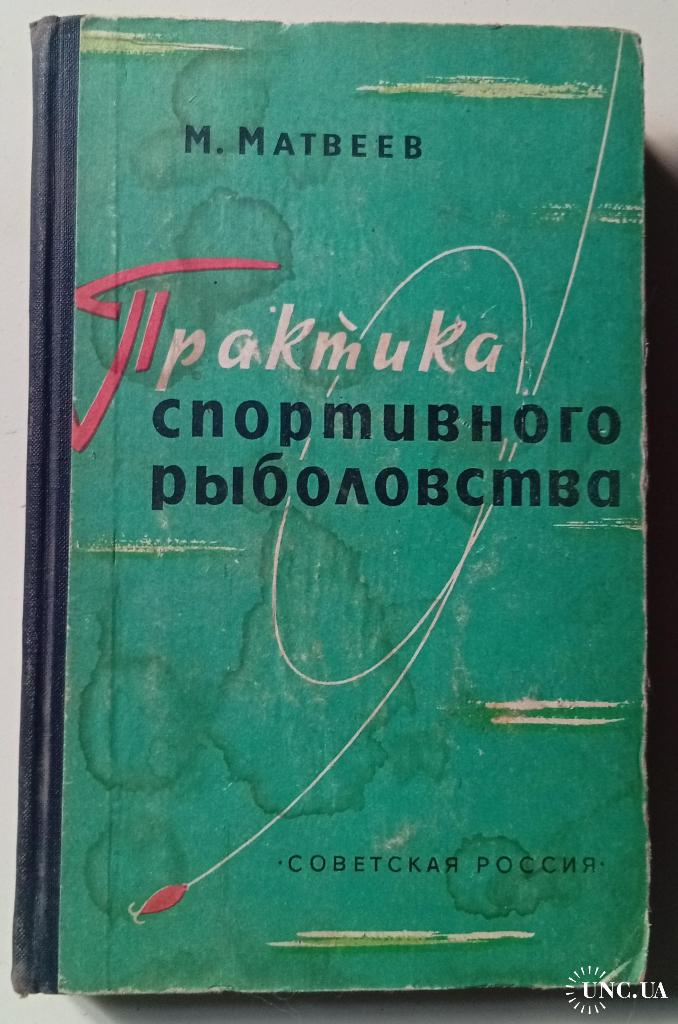 М. МАТВЕЕВ
Практика
спортивного
рыболовства
·СОВЕТСКАЯ РОССИЯ·
UNC.UA